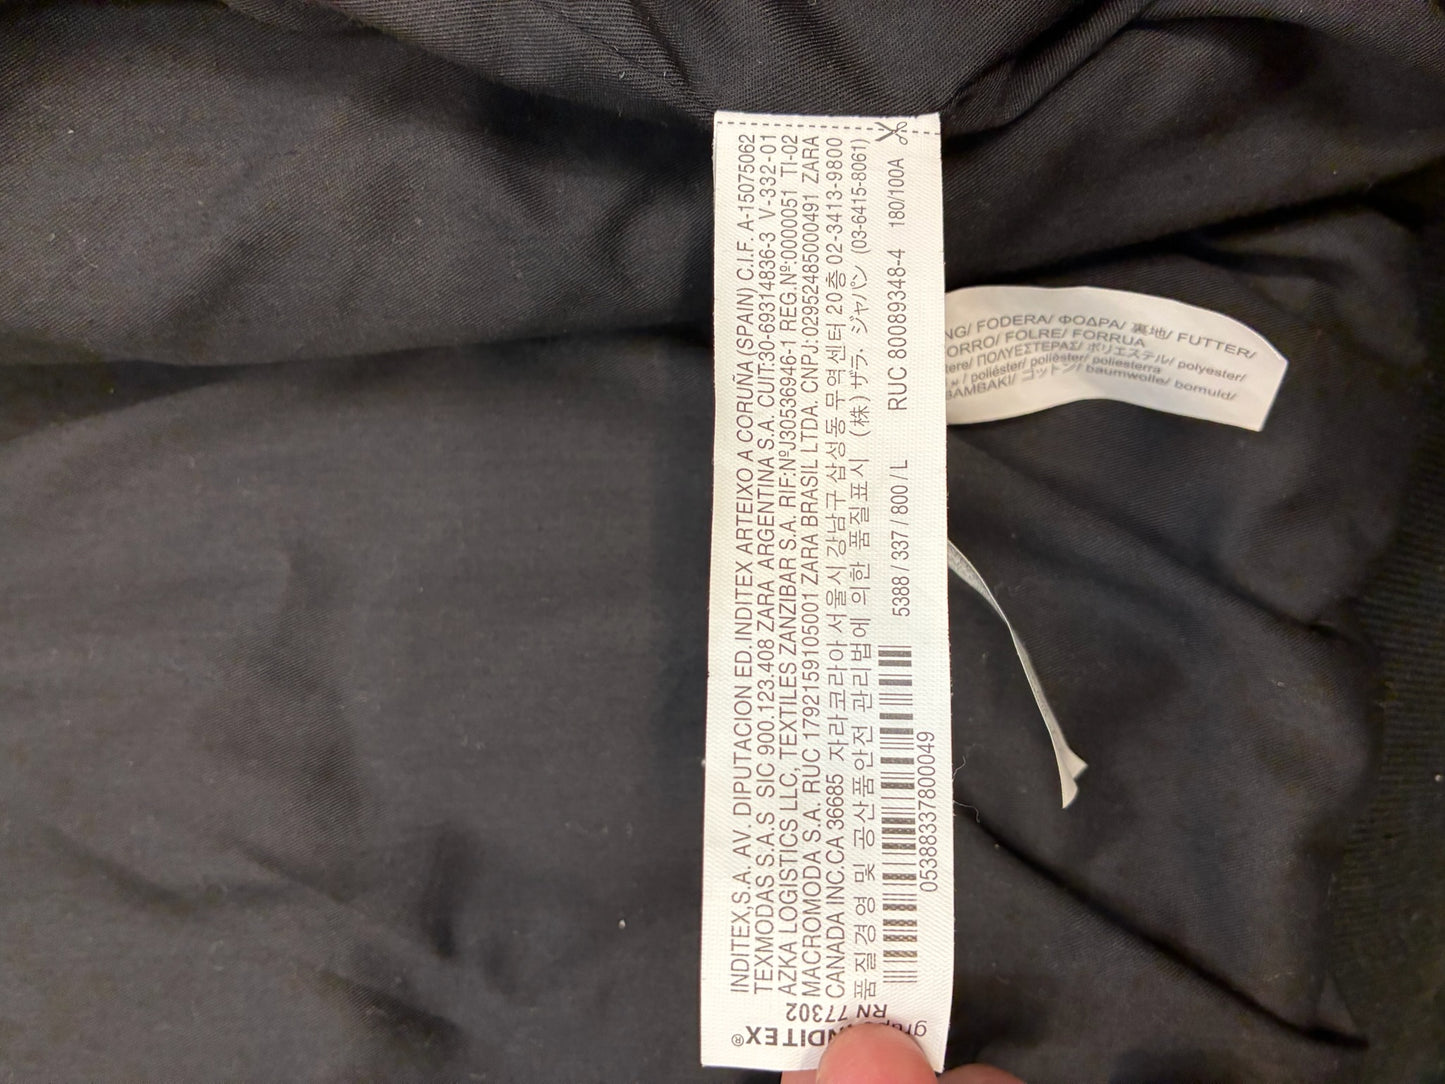 INDITEX,S.A. AV. DIPUTACION ED.INDITEX ARTEIXO A CORUÑA (SPAIN) C.I.F. A-15075062
TEXMODAS S.A.S SIC 900.123.408 ZARA ARGENTINA S.A. CUIT:30-69314836-3 V-332-01
AZKA LOGISTICS LLC, TEXTILES ZANZIBAR S.A. RIF:NºJ30536946-1 REG.Nº:0000051 TI-02
MACROMODA S.A. RUC 1792159105001 ZARA BRASIL LTDA. CNPJ:02952485000491 ZARA
CANADA INC.CA.36685 자라코리아 서울시 강남구 삼성동무역센터 20층 02-3413-9800
품질경영 및 공산품안전 관리법에 의한 품질표시 (株) ザラ. ジャパン (03-6415-8061)
5388 / 337 / 800 / L RUC 80089348-4 180/100A
05388337800049
INDITEX®
RN 77302
NG/ FODERA/ ΦΟΔΡΑ/ 裏地/ FUTTER/
ORRO/ FOLRE/ FORRUA
tere/ ΠΟΛΥΕΣΤΕΡΑΣ/ ポリエステル/ polyester/
/ poliéster/ poliesterra
BAMBAKI/ コットン/ baumwolle/ bomuld/